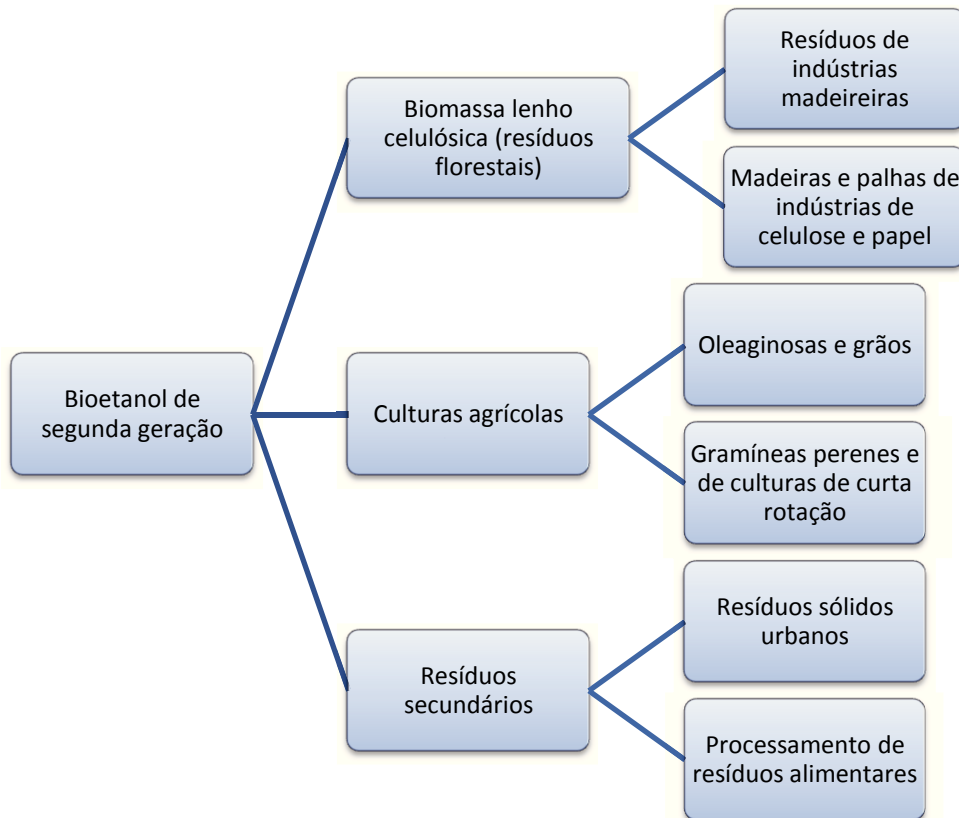 Bioetanol de
segunda geração
Biomassa lenho
celulósica (resíduos
florestais)
Resíduos de
indústrias
madeireiras
Madeiras e palhas de
indústrias de
celulose e papel
Culturas agrícolas
Oleaginosas e grãos
Gramíneas perenes e
de culturas de curta
rotação
Resíduos
secundários
Resíduos sólidos
urbanos
Processamento de
resíduos alimentares